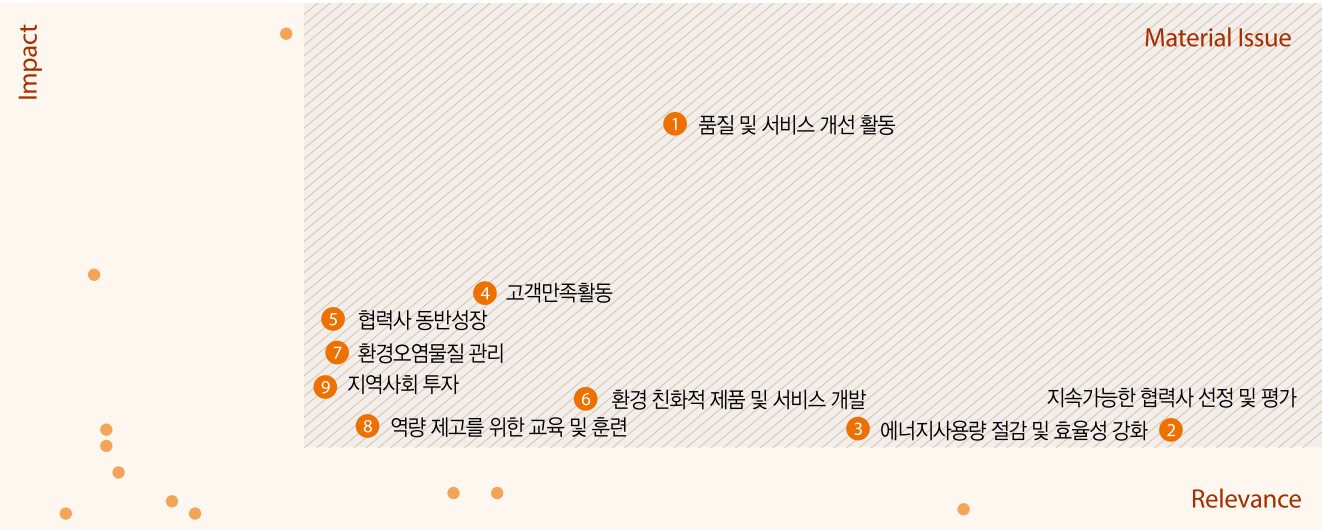 Impact
Material Issue
1 품질 및 서비스 개선 활동
4 고객만족활동
5 협력사 동반성장
7 환경오염물질 관리
9 지역사회 투자
6 환경 친화적 제품 및 서비스 개발
지속가능한 협력사 선정 및 평가
8 역량 제고를 위한 교육 및 훈련
3 에너지사용량 절감 및 효율성 강화 2
Relevance